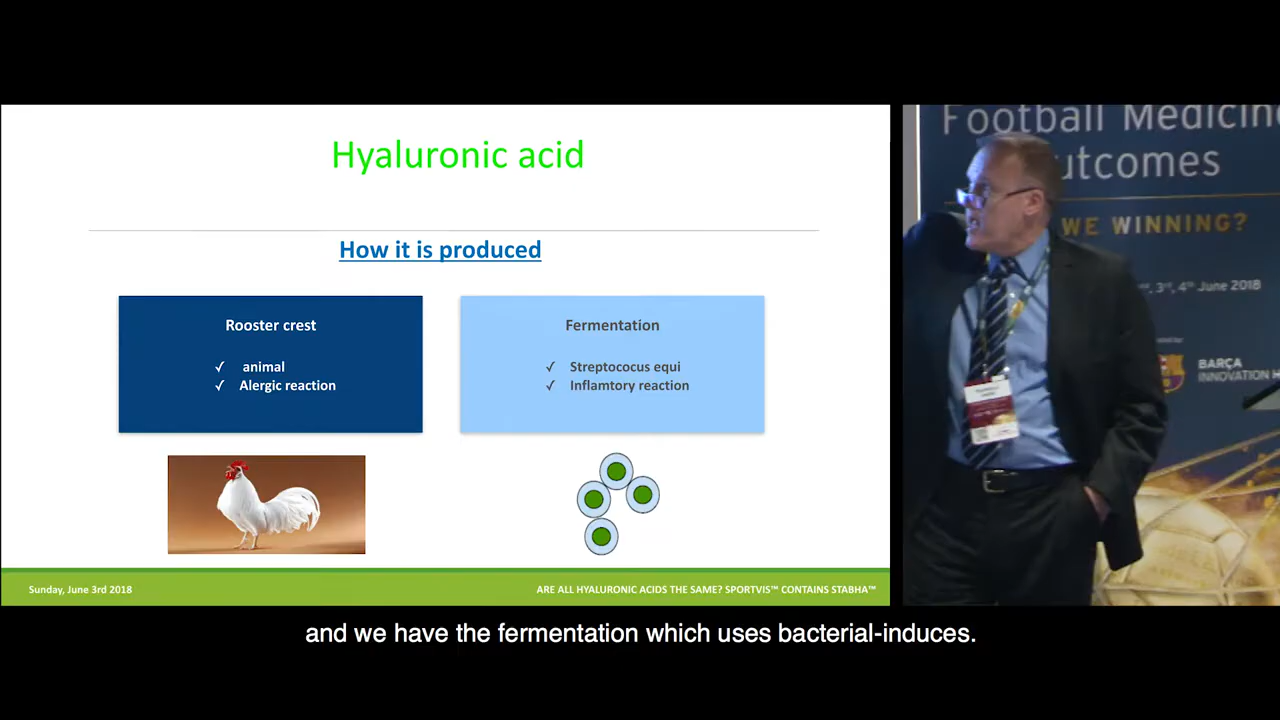 Hyaluronic acid
How it is produced
Rooster crest
✓ animal
✓ Alergic reaction
Fermentation
✓ Streptococus equi
✓ Inflamtory reaction
Sunday, June 3rd 2018
ARE ALL HYALURONIC ACIDS THE SAME? SPORTVIS™ CONTAINS STABHA™
Football Medicin
utcomes
WE WINNING?
3rd, 4th June 2018
BARÇA
INNOVATION H
and we have the fermentation which uses bacterial-induces.